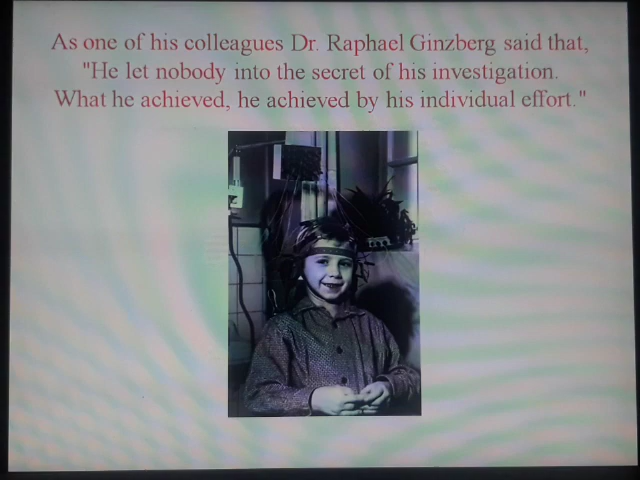 As one of his colleagues Dr. Raphael Ginzberg said that,
"He let nobody into the secret of his investigation.
What he achieved, he achieved by his individual effort."